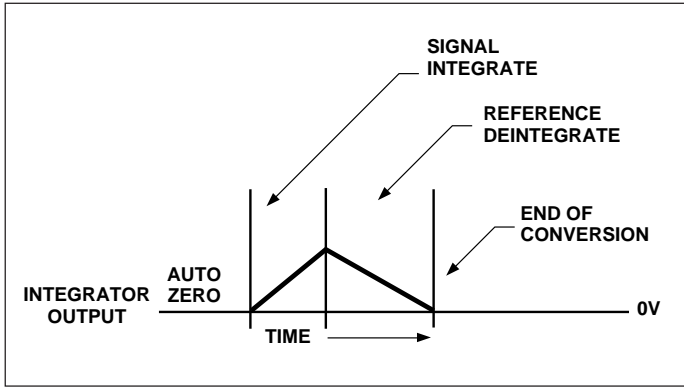 SIGNAL
INTEGRATE
REFERENCE
DEINTEGRATE
END OF
CONVERSION
AUTO
ZERO
INTEGRATOR
OUTPUT
0V
TIME